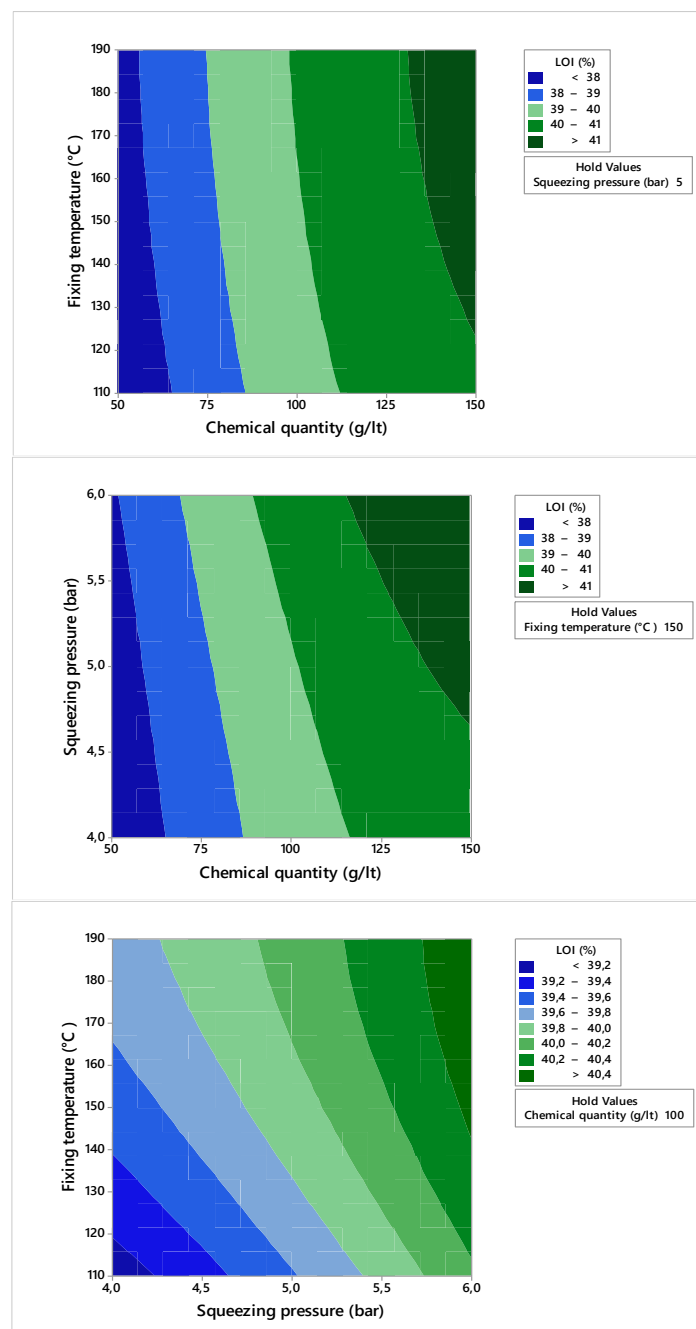 190
180
170
160
150
140
130
120
110
50
75
100
125
150
Fixing temperature (°C )
Chemical quantity (g/lt)
LOI (%)
< 38
38 – 39
39 – 40
40 – 41
> 41
Hold Values
Squeezing pressure (bar) 5
6,0
5,5
5,0
4,5
4,0
50
75
100
125
150
Squeezing pressure (bar)
Chemical quantity (g/lt)
LOI (%)
< 38
38 – 39
39 – 40
40 – 41
> 41
Hold Values
Fixing temperature (°C ) 150
190
180
170
160
150
140
130
120
110
4,0
4,5
5,0
5,5
6,0
Fixing temperature (°C )
Squeezing pressure (bar)
LOI (%)
< 39,2
39,2 – 39,4
39,4 – 39,6
39,6 – 39,8
39,8 – 40,0
40,0 – 40,2
40,2 – 40,4
> 40,4
Hold Values
Chemical quantity (g/lt) 100